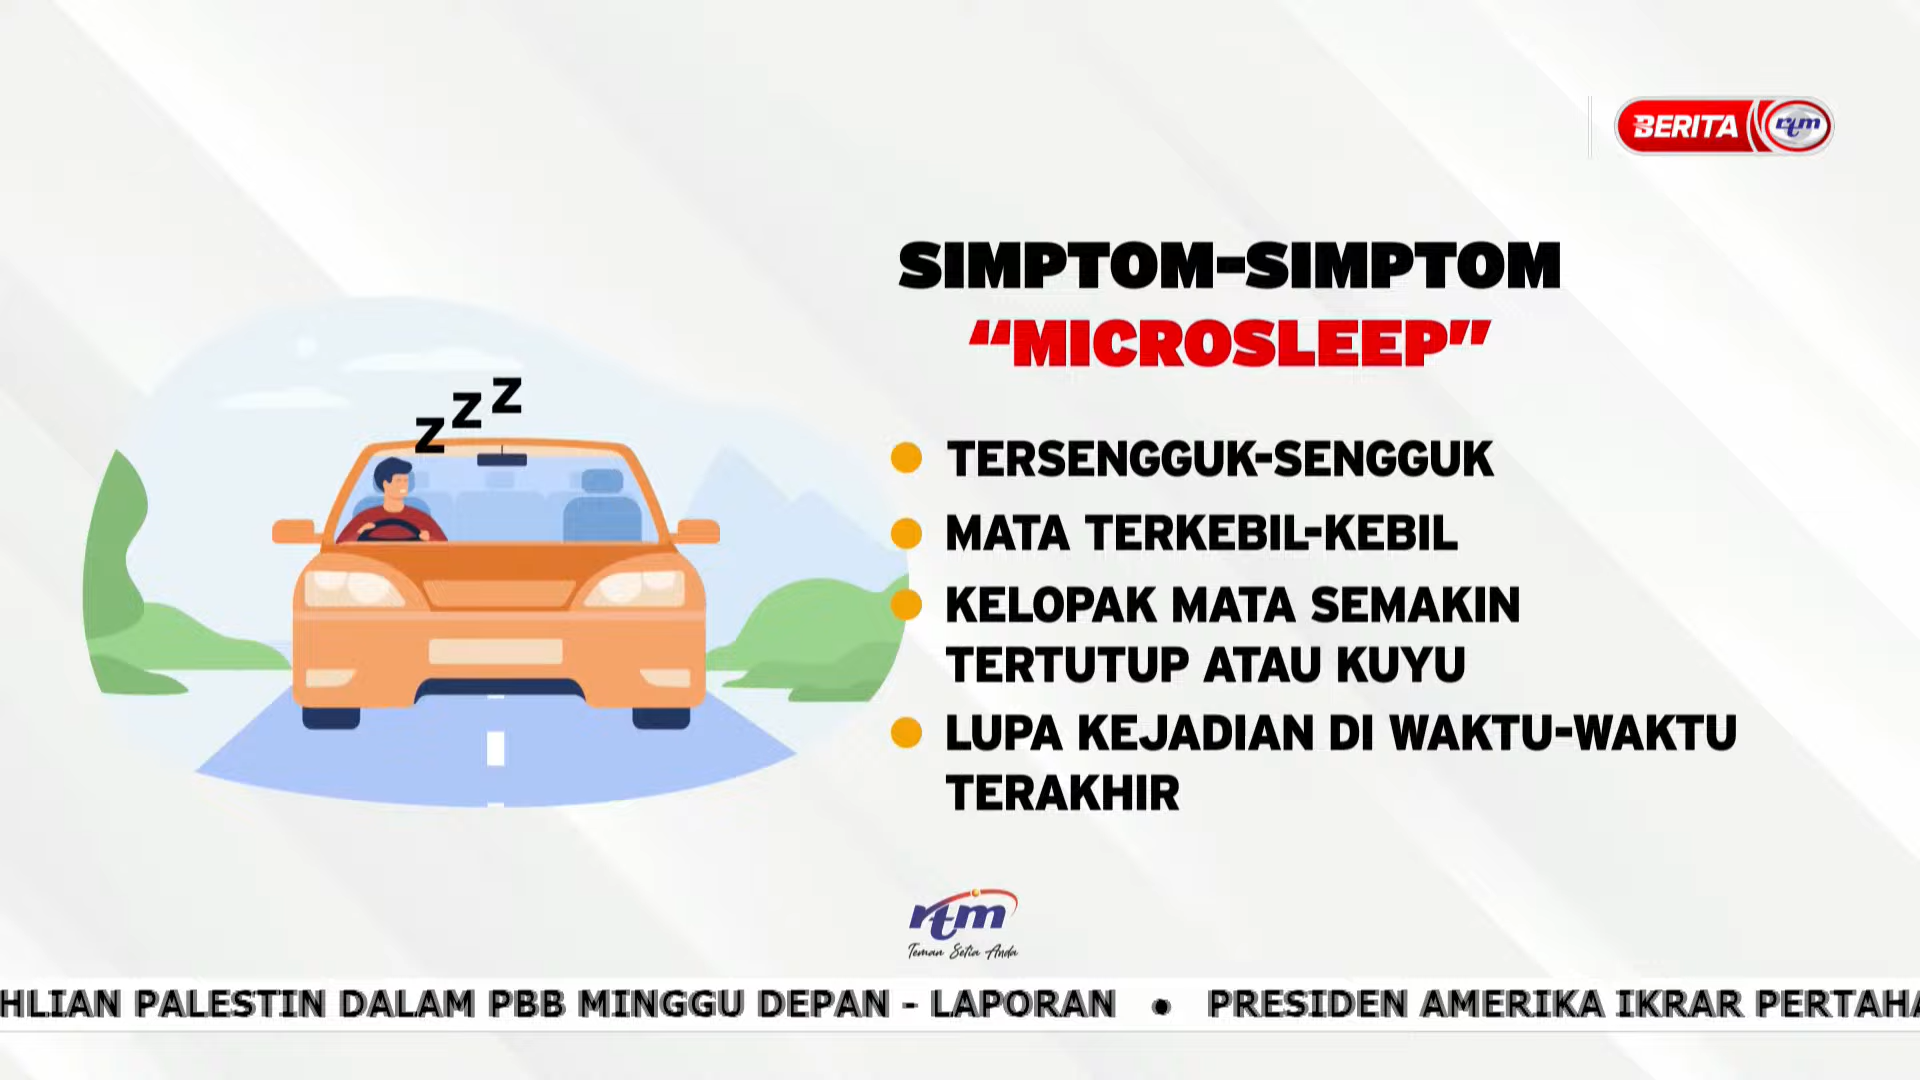 BERITA rtm
SIMPTOM-SIMPTOM
“MICROSLEEP”
z z z
TERSENGGUK-SENGGUK
MATA TERKEBIL-KEBIL
KELOPAK MATA SEMAKIN
TERTUTUP ATAU KUYU
LUPA KEJADIAN DI WAKTU-WAKTU
TERAKHIR
rtm
Teman Setia Anda
HLIAN PALESTIN DALAM PBB MINGGU DEPAN - LAPORAN • PRESIDEN AMERIKA IKRAR PERTAHA